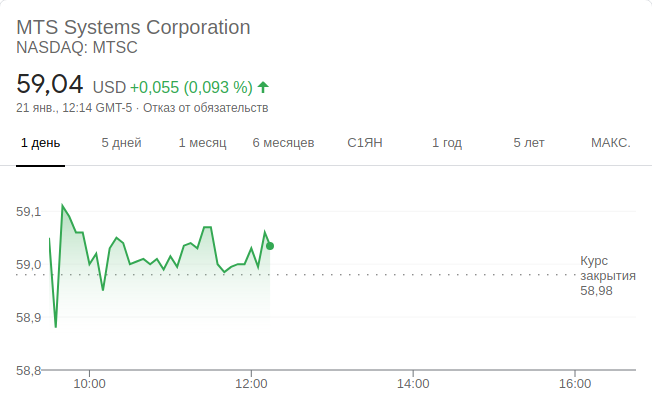 MTS Systems Corporation
NASDAQ: MTSC
59,04 USD +0,055 (0,093 %)
21 янв., 12:14 GMT-5 · Отказ от обязательств
1 день 5 дней 1 месяц 6 месяцев С1ЯН 1 год 5 лет МАКС.
59,1
59,0
58,9
58,8
Курс
закрытия
58,98
10:00 12:00 14:00 16:00